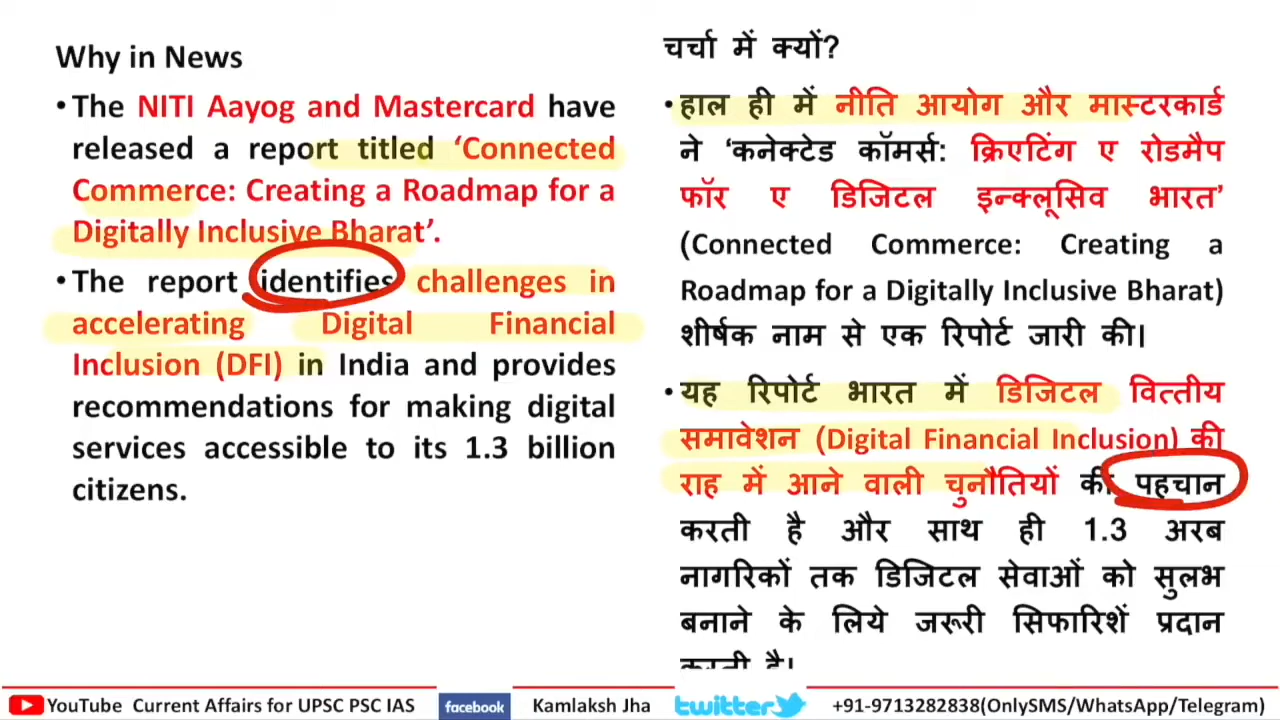 Why in News
• The NITI Aayog and Mastercard have
released a report titled ‘Connected
Commerce: Creating a Roadmap for a
Digitally Inclusive Bharat’.
• The report identifies challenges in
accelerating Digital Financial
Inclusion (DFI) in India and provides
recommendations for making digital
services accessible to its 1.3 billion
citizens.
चर्चा में क्यों?
• हाल ही में नीति आयोग और मास्टरकार्ड
ने ‘कनेक्टेड कॉमर्स: क्रिएटिंग ए रोडमैप
फॉर ए डिजिटल इन्क्लूसिव भारत’
(Connected Commerce: Creating a
Roadmap for a Digitally Inclusive Bharat)
शीर्षक नाम से एक रिपोर्ट जारी की।
• यह रिपोर्ट भारत में डिजिटल वित्तीय
समावेशन (Digital Financial Inclusion) की
राह में आने वाली चुनौतियों की पहचान
करती है और साथ ही 1.3 अरब
नागरिकों तक डिजिटल सेवाओं को सुलभ
बनाने के लिये जरूरी सिफारिशें प्रदान
करती है।
YouTube Current Affairs for UPSC PSC IAS facebook Kamlaksh Jha twitter +91-9713282838(OnlySMS/WhatsApp/Telegram)